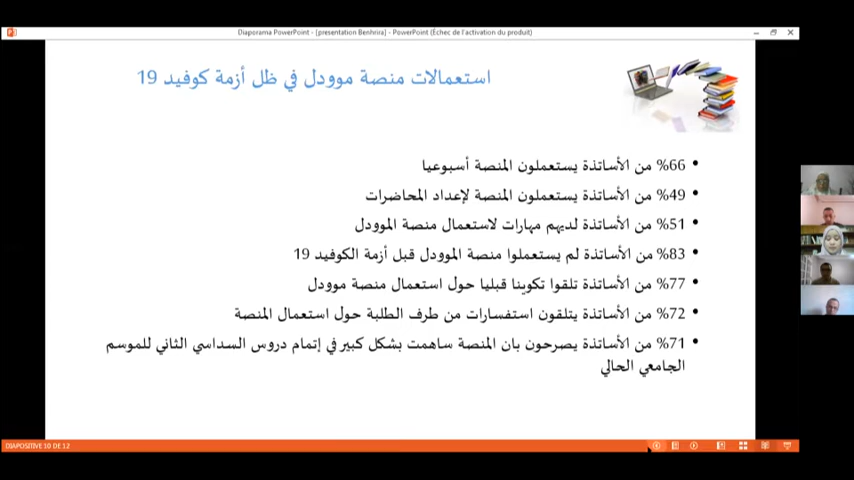 Diaporama PowerPoint - [presentation Benhrira] - PowerPoint (Échec de l'activation du produit)
استعمالات منصة موودل في ظل أزمة كوفيد 19
66% من الأساتذة يستعملون المنصة أسبوعيا
49% من الأساتذة يستعملون المنصة لإعداد المحاضرات
51% من الأساتذة لديهم مهارات لاستعمال منصة الموودل
83% من الأساتذة لم يستعملوا منصة الموودل قبل أزمة الكوفيد 19
77% من الأساتذة تلقوا تكوينا قبليا حول استعمال منصة موودل
72% من الأساتذة يتلقون استفسارات من طرف الطلبة حول استعمال المنصة
71% من الأساتذة يصرحون بان المنصة ساهمت بشكل كبير في إتمام دروس السداسي الثاني للموسم
الجامعي الحالي
DIAPOSITIVE 10 DE 12